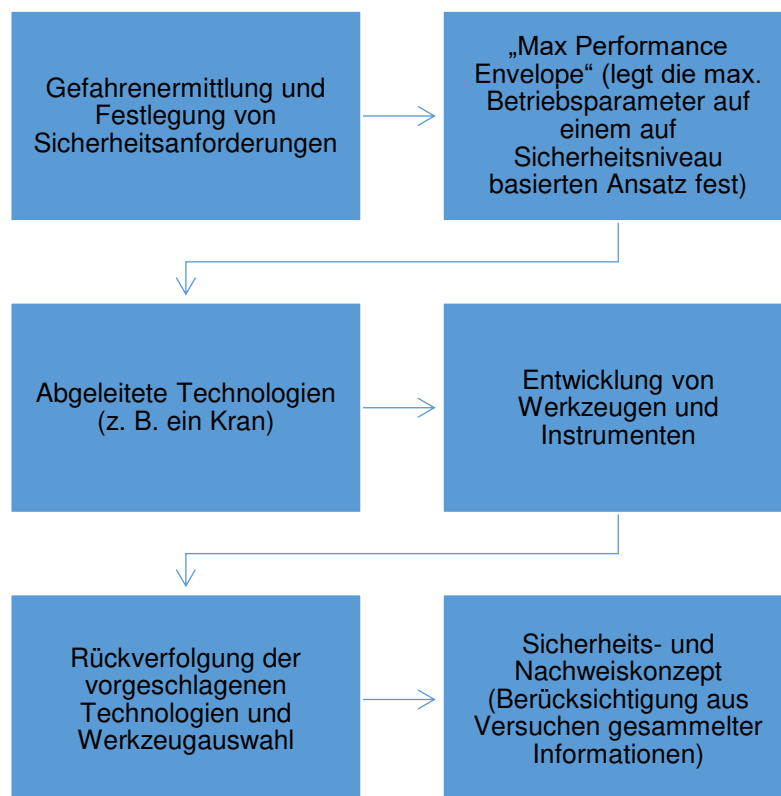 Gefahrenermittlung und
Festlegung von
Sicherheitsanforderungen
„Max Performance
Envelope“ (legt die max.
Betriebsparameter auf
einem auf
Sicherheitsniveau
basierten Ansatz fest)
Abgeleitete Technologien
(z. B. ein Kran)
Entwicklung von
Werkzeugen und
Instrumenten
Rückverfolgung der
vorgeschlagenen
Technologien und
Werkzeugauswahl
Sicherheits- und
Nachweiskonzept
(Berücksichtigung aus
Versuchen gesammelter
Informationen)